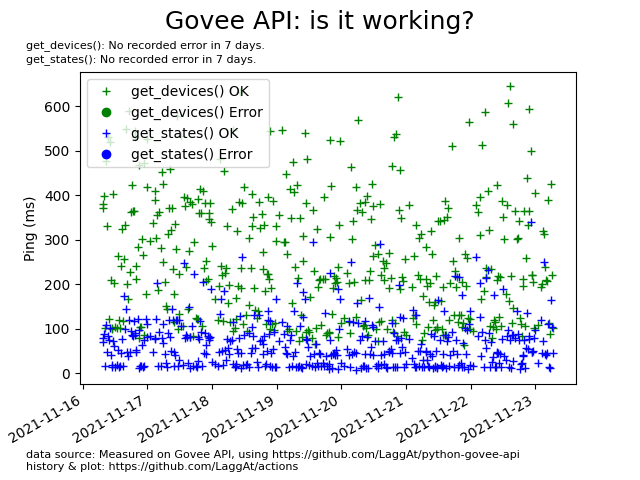 Govee API: is it working?
get_devices(): No recorded error in 7 days.
get_states(): No recorded error in 7 days.
get_devices() OK
get_devices() Error
get_states() OK
get_states() Error
Ping (ms)
600
500
400
300
200
100
0
2021-11-16
2021-11-17
2021-11-18
2021-11-19
2021-11-20
2021-11-21
2021-11-22
2021-11-23
data source: Measured on Govee API, using https://github.com/LaggAt/python-govee-api
history & plot: https://github.com/LaggAt/actions